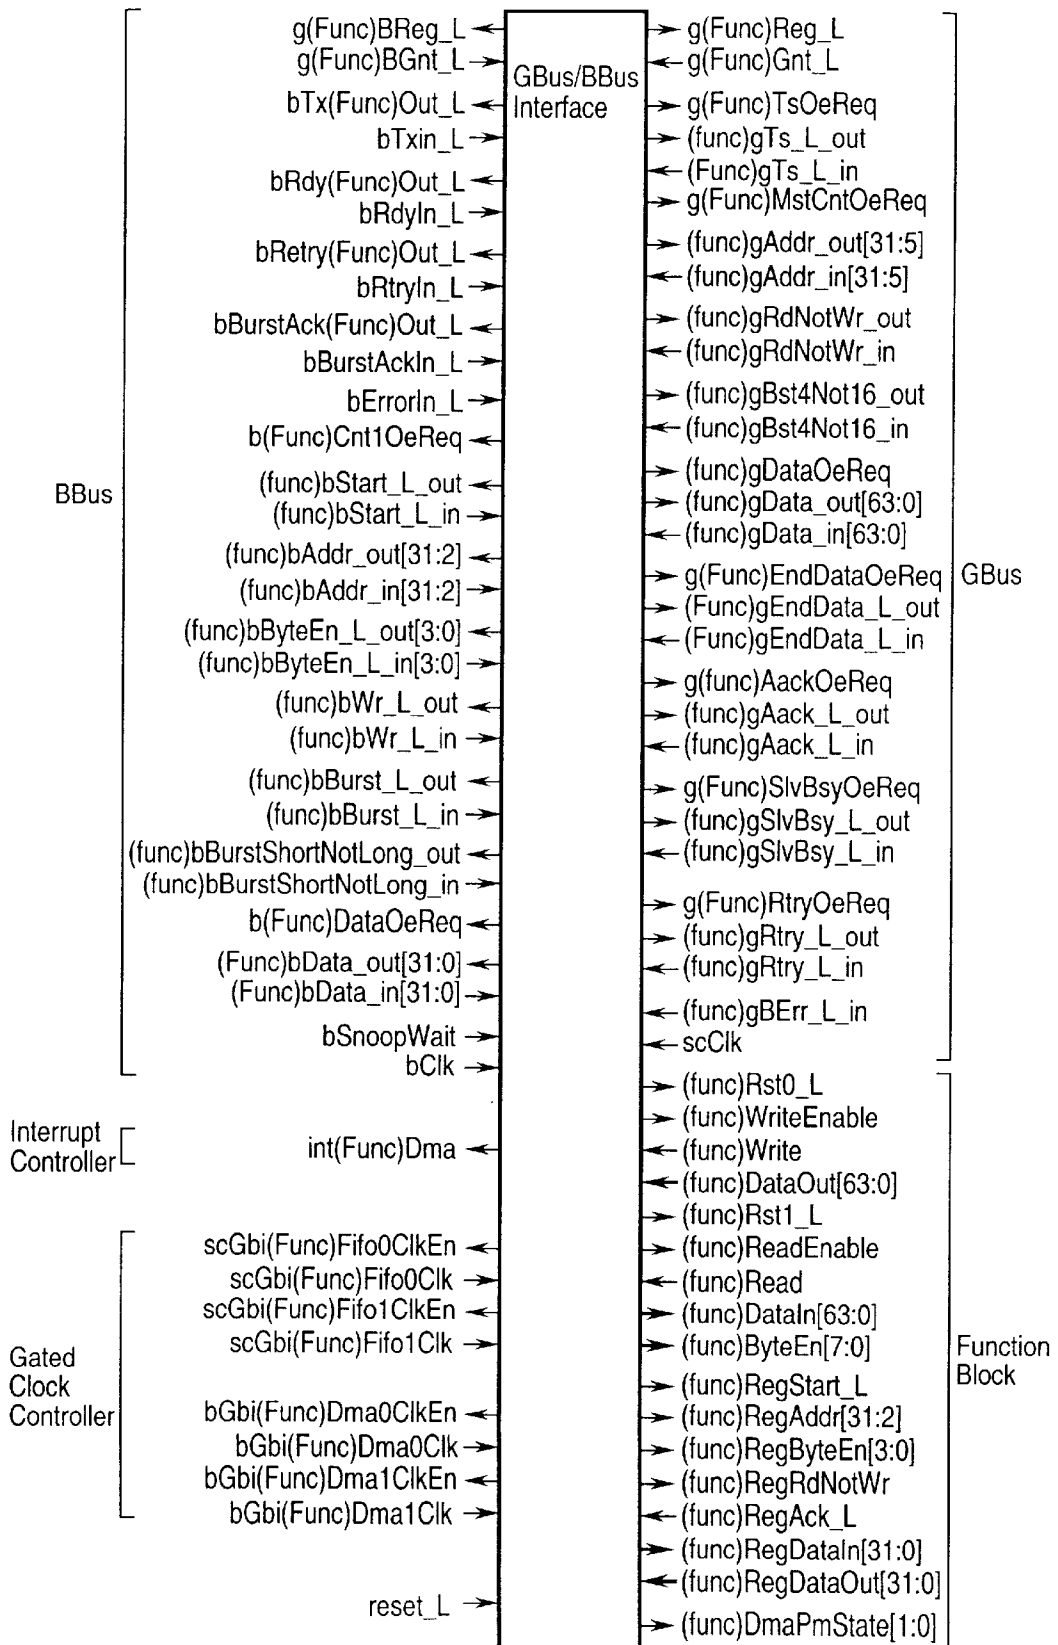 g(Func)BReg_L
g(Func)BGnt_L
bTx(Func)Out_L
bTxin_L
bRdy(Func)Out_L
bRdyIn_L
bRetry(Func)Out_L
bRtryIn_L
bBurstAck(Func)Out_L
bBurstAckIn_L
bErrorIn_L
b(Func)Cnt1OeReq
(func)bStart_L_out
(func)bStart_L_in
(func)bAddr_out[31:2]
(func)bAddr_in[31:2]
(func)bByteEn_L_out[3:0]
(func)bByteEn_L_in[3:0]
(func)bWr_L_out
(func)bWr_L_in
(func)bBurst_L_out
(func)bBurst_L_in
(func)bBurstShortNotLong_out
(func)bBurstShortNotLong_in
b(Func)DataOeReq
(Func)bData_out[31:0]
(Func)bData_in[31:0]
bSnoopWait
bClk
BBus
Interrupt
Controller
int(Func)Dma
Gated
Clock
Controller
scGbi(Func)Fifo0ClkEn
scGbi(Func)Fifo0Clk
scGbi(Func)Fifo1ClkEn
scGbi(Func)Fifo1Clk
bGbi(Func)Dma0ClkEn
bGbi(Func)Dma0Clk
bGbi(Func)Dma1ClkEn
bGbi(Func)Dma1Clk
reset_L
GBus/BBus
Interface
g(Func)Reg_L
g(Func)Gnt_L
g(Func)TsOeReq
(func)gTs_L_out
(Func)gTs_L_in
g(Func)MstCntOeReq
(func)gAddr_out[31:5]
(func)gAddr_in[31:5]
(func)gRdNotWr_out
(func)gRdNotWr_in
(func)gBst4Not16_out
(func)gBst4Not16_in
(func)gDataOeReq
(func)gData_out[63:0]
(func)gData_in[63:0]
g(Func)EndDataOeReq
(Func)gEndData_L_out
(Func)gEndData_L_in
g(func)AackOeReq
(func)gAack_L_out
(func)gAack_L_in
g(Func)SlvBsyOeReq
(func)gSlvBsy_L_out
(func)gSlvBsy_L_in
g(Func)RtryOeReq
(func)gRtry_L_out
(func)gRtry_L_in
(func)gBErr_L_in
scClk
GBus
(func)Rst0_L
(func)WriteEnable
(func)Write
(func)DataOut[63:0]
(func)Rst1_L
(func)ReadEnable
(func)Read
(func)DataIn[63:0]
(func)ByteEn[7:0]
(func)RegStart_L
(func)RegAddr[31:2]
(func)RegByteEn[3:0]
(func)RegRdNotWr
(func)RegAck_L
(func)RegDataIn[31:0]
(func)RegDataOut[31:0]
(func)DmaPmState[1:0]
Function
Block